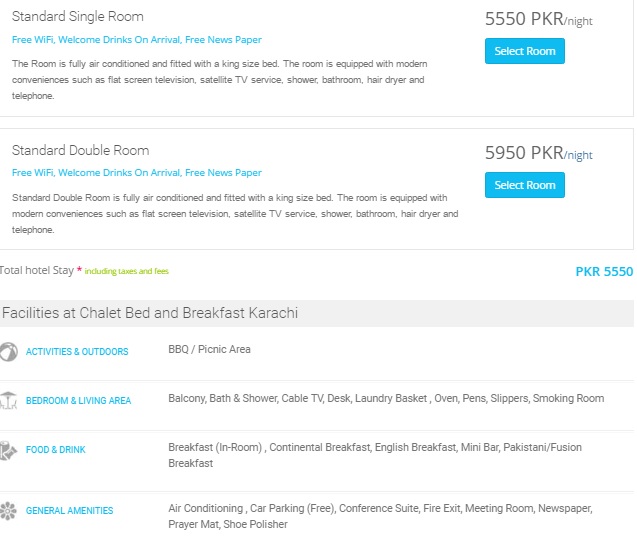 Standard Single Room
5550 PKR/night
Free WiFi, Welcome Drinks On Arrival, Free News Paper
Select Room
The Room is fully air conditioned and fitted with a king size bed. The room is equipped with modern
conveniences such as flat screen television, satellite TV service, shower, bathroom, hair dryer and
telephone.
Standard Double Room
5950 PKR/night
Free WiFi, Welcome Drinks On Arrival, Free News Paper
Select Room
Standard Double Room is fully air conditioned and fitted with a king size bed. The room is equipped with
modern conveniences such as flat screen television, satellite TV service, shower, bathroom, hair dryer and
telephone.
Total hotel Stay * including taxes and fees
PKR 5550
Facilities at Chalet Bed and Breakfast Karachi
ACTIVITIES & OUTDOORS
BBQ / Picnic Area
BEDROOM & LIVING AREA
Balcony, Bath & Shower, Cable TV, Desk, Laundry Basket , Oven, Pens, Slippers, Smoking Room
FOOD & DRINK
Breakfast (In-Room) , Continental Breakfast, English Breakfast, Mini Bar, Pakistani/Fusion
Breakfast
GENERAL AMENITIES
Air Conditioning , Car Parking (Free), Conference Suite, Fire Exit, Meeting Room, Newspaper,
Prayer Mat, Shoe Polisher